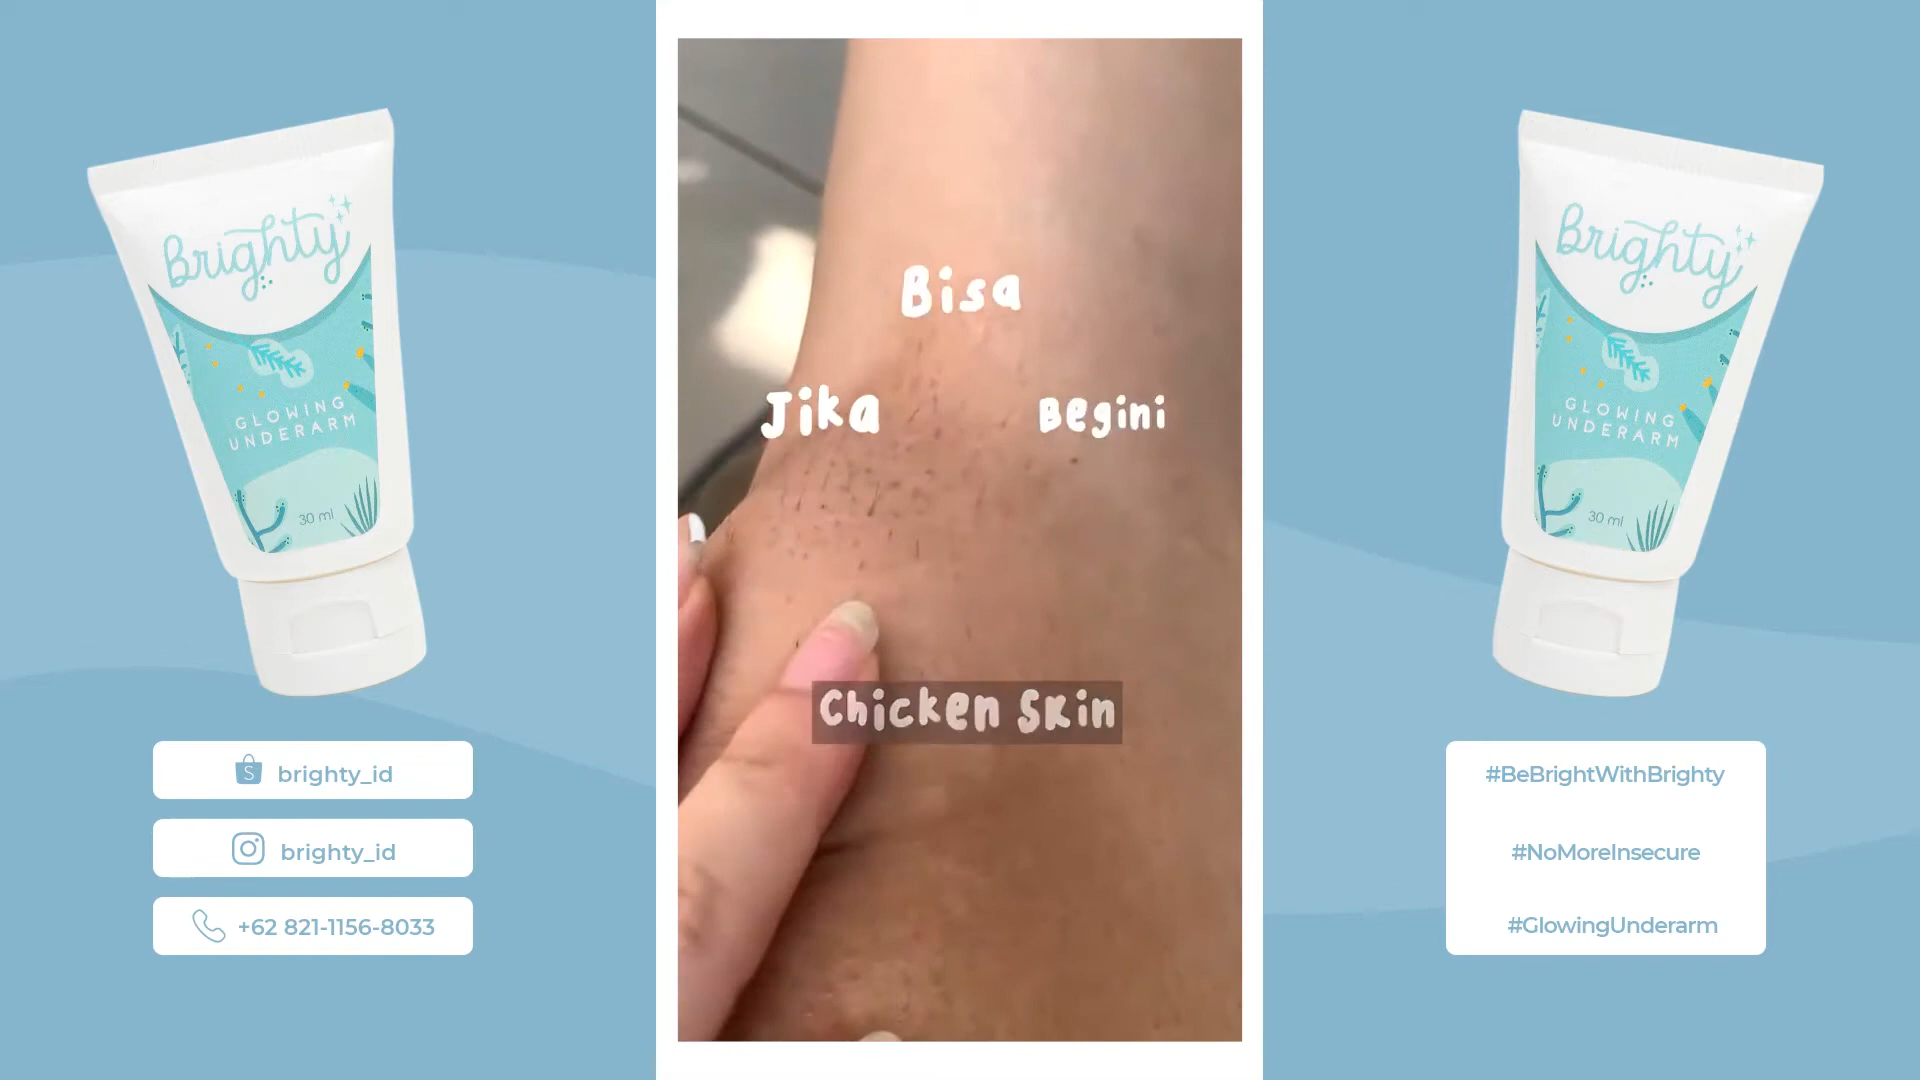 Brighty
GLOWING
UNDERARM
30 ml
brighty_id
brighty_id
+62 821-1156-8033
Bisa
Jika
Begini
Chicken Skin
Brighty
GLOWING
UNDERARM
30 ml
#BeBrightWithBrighty
#NoMoreInsecure
#GlowingUnderarm